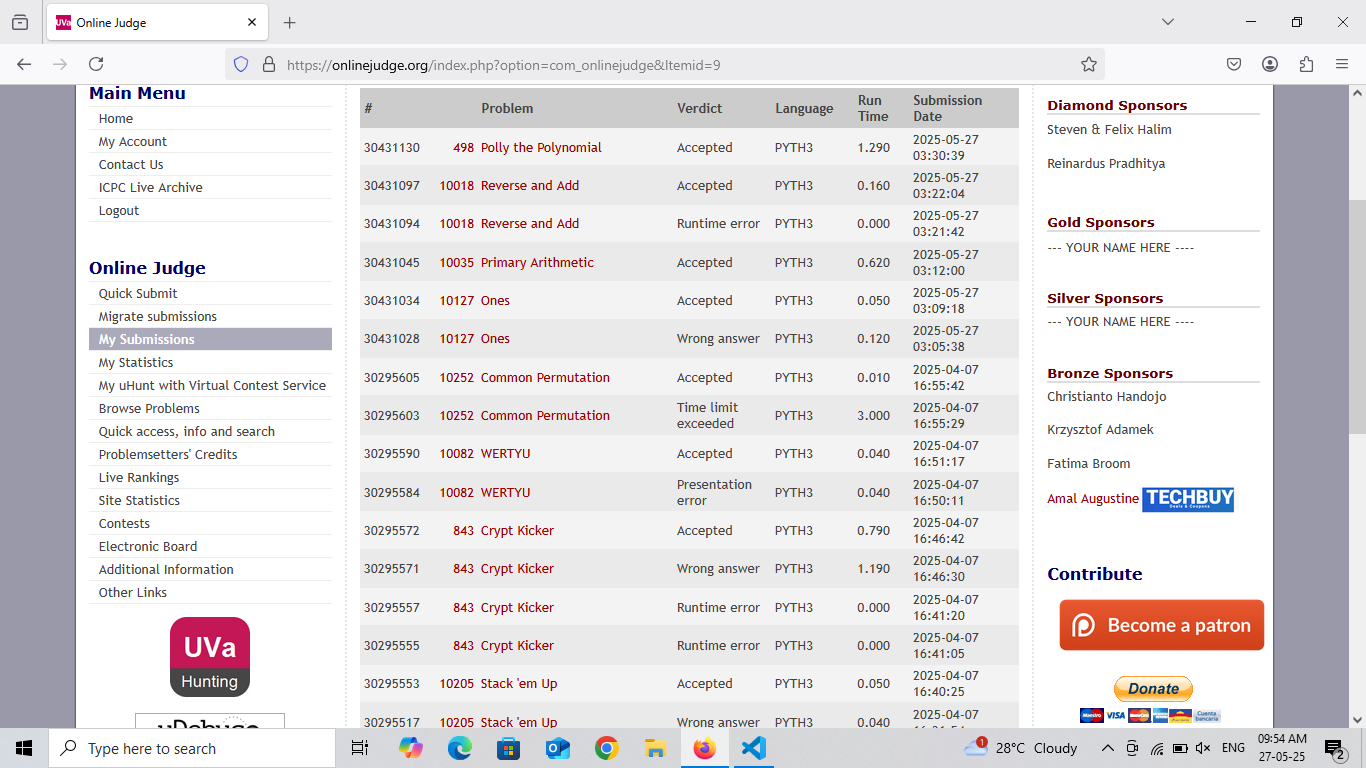 UVa Online Judge
https://onlinejudge.org/index.php?option=com_onlinejudge&Itemid=9
Main Menu
Home
My Account
Contact Us
ICPC Live Archive
Logout
Online Judge
Quick Submit
Migrate submissions
My Submissions
My Statistics
My uHunt with Virtual Contest Service
Browse Problems
Quick access, info and search
Problemsetters' Credits
Live Rankings
Site Statistics
Contests
Electronic Board
Additional Information
Other Links
UVa
Hunting
# Problem Verdict Language Run Time Submission Date
30431130 498 Polly the Polynomial Accepted PYTH3 1.290 2025-05-27 03:30:39
30431097 10018 Reverse and Add Accepted PYTH3 0.160 2025-05-27 03:22:04
30431094 10018 Reverse and Add Runtime error PYTH3 0.000 2025-05-27 03:21:42
30431045 10035 Primary Arithmetic Accepted PYTH3 0.620 2025-05-27 03:12:00
30431034 10127 Ones Accepted PYTH3 0.050 2025-05-27 03:09:18
30431028 10127 Ones Wrong answer PYTH3 0.120 2025-05-27 03:05:38
30295605 10252 Common Permutation Accepted PYTH3 0.010 2025-04-07 16:55:42
30295603 10252 Common Permutation Time limit exceeded PYTH3 3.000 2025-04-07 16:55:29
30295590 10082 WERTYU Accepted PYTH3 0.040 2025-04-07 16:51:17
30295584 10082 WERTYU Presentation error PYTH3 0.040 2025-04-07 16:50:11
30295572 843 Crypt Kicker Accepted PYTH3 0.790 2025-04-07 16:46:42
30295571 843 Crypt Kicker Wrong answer PYTH3 1.190 2025-04-07 16:46:30
30295557 843 Crypt Kicker Runtime error PYTH3 0.000 2025-04-07 16:41:20
30295555 843 Crypt Kicker Runtime error PYTH3 0.000 2025-04-07 16:41:05
30295553 10205 Stack 'em Up Accepted PYTH3 0.050 2025-04-07 16:40:25
30295517 10205 Stack 'em Up Wrong answer PYTH3 0.040 2025-04-07
Diamond Sponsors
Steven & Felix Halim
Reinardus Pradhitya
Gold Sponsors
--- YOUR NAME HERE ----
Silver Sponsors
--- YOUR NAME HERE ----
Bronze Sponsors
Christianto Handojo
Krzysztof Adamek
Fatima Broom
Amal Augustine TECHBUY
Deals & Coupons
Contribute
Become a patron
Donate
Maestro VISA
Cuenta bancaria
Type here to search
1 28°C Cloudy ENG 09:54 AM
27-05-25 2